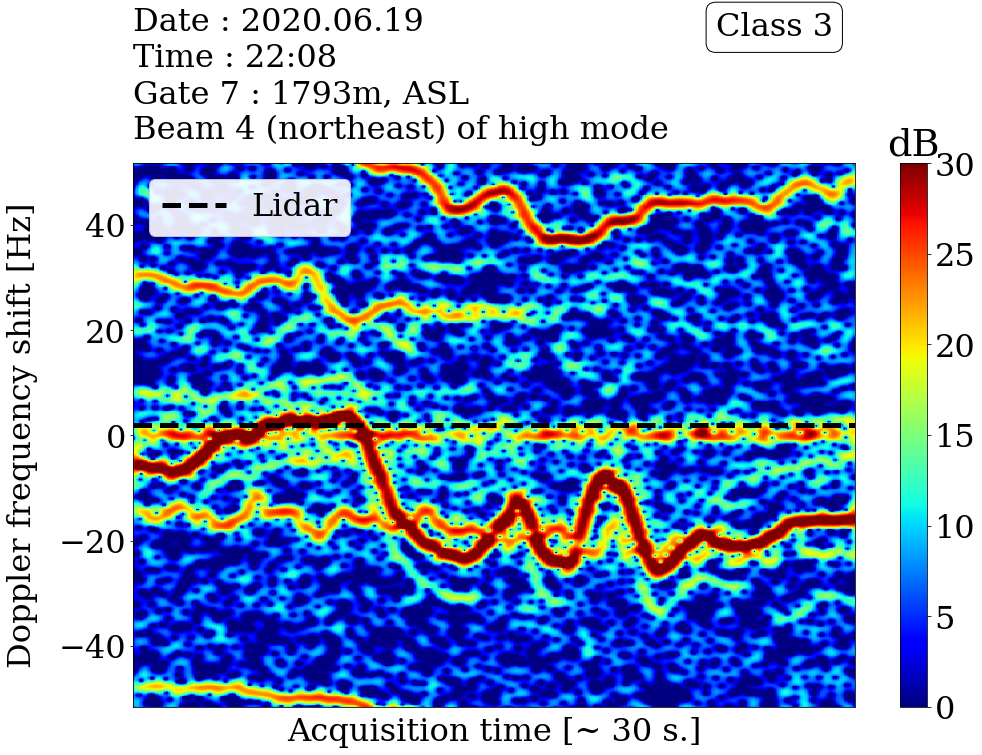 Date : 2020.06.19
Time : 22:08
Gate 7 : 1793m, ASL
Beam 4 (northeast) of high mode
Class 3
dB
Lidar
Doppler frequency shift [Hz]
40
20
0
−20
−40
30
25
20
15
10
5
0
Acquisition time [~ 30 s.]